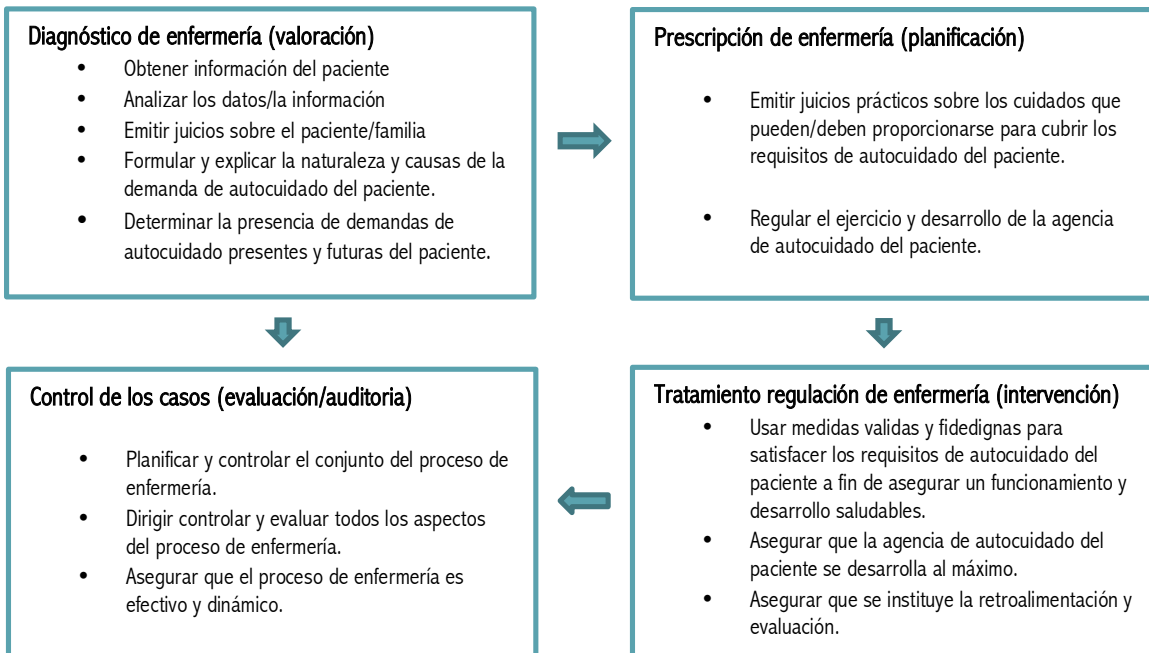 Diagnóstico de enfermería (valoración)
• Obtener información del paciente
• Analizar los datos/la información
• Emitir juicios sobre el paciente/familia
• Formular y explicar la naturaleza y causas de la
demanda de autocuidado del paciente.
• Determinar la presencia de demandas de
autocuidado presentes y futuras del paciente.
Prescripción de enfermería (planificación)
• Emitir juicios prácticos sobre los cuidados que
pueden/deben proporcionarse para cubrir los
requisitos de autocuidado del paciente.
• Regular el ejercicio y desarrollo de la agencia
de autocuidado del paciente.
Control de los casos (evaluación/auditoria)
• Planificar y controlar el conjunto del proceso de
enfermería.
• Dirigir controlar y evaluar todos los aspectos
del proceso de enfermería.
• Asegurar que el proceso de enfermería es
efectivo y dinámico.
Tratamiento regulación de enfermería (intervención)
• Usar medidas validas y fidedignas para
satisfacer los requisitos de autocuidado del
paciente a fin de asegurar un funcionamiento y
desarrollo saludables.
• Asegurar que la agencia de autocuidado del
paciente se desarrolla al máximo.
• Asegurar que se instituye la retroalimentación y
evaluación.